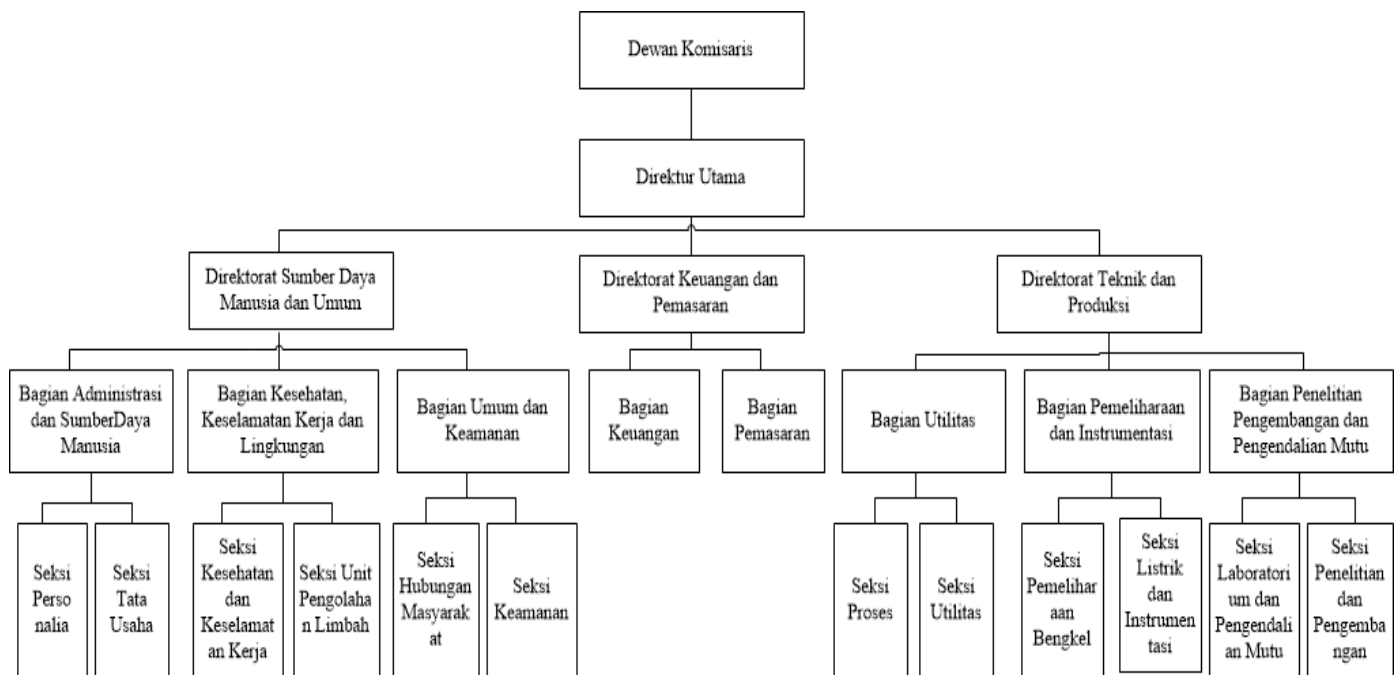 Dewan Komisaris
Direktur Utama
Direktorat Sumber Daya
Manusia dan Umum
Direktorat Keuangan dan
Pemasaran
Direktorat Teknik dan
Produksi
Bagian Administrasi
dan SumberDaya
Manusia
Bagian Kesehatan,
Keselamatan Kerja dan
Lingkungan
Bagian Umum dan
Keamanan
Bagian
Keuangan
Bagian
Pemasaran
Bagian Utilitas
Bagian Pemeliharaan
dan Instrumentasi
Bagian Penelitian
Pengembangan dan
Pengendalian Mutu
Seksi
Perso
nalia
Seksi
Tata
Usaha
Seksi
Kesehatan
dan
Keselamat
an Kerja
Seksi Unit
Pengolaha
n Limbah
Seksi
Hubungan
Masyarak
at
Seksi
Keamanan
Seksi
Proses
Seksi
Utilitas
Seksi
Pemelihar
aan
Bengkel
Seksi
Listrik
dan
Instrumen
tasi
Seksi
Laboratori
um dan
Pengendali
an Mutu
Seksi
Penelitian
dan
Pengemba
ngan